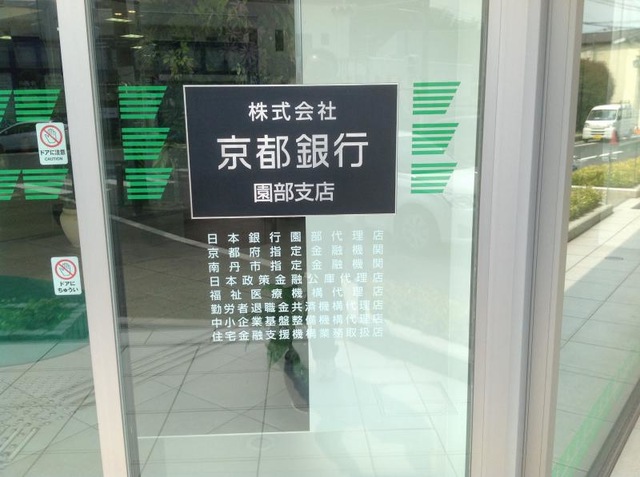 株式会社
京都銀行
園部支店
日本銀行園部代理店
京都府指定金融機関
南丹市指定金融機関
日本政策金融公庫代理店
福祉医療機構代理店
勤労者退職金共済機構代理店
中小企業基盤整備機構代理店
住宅金融支援機構業務取扱店
ドアに注意
CAUTION
ドアに
ちゅうい